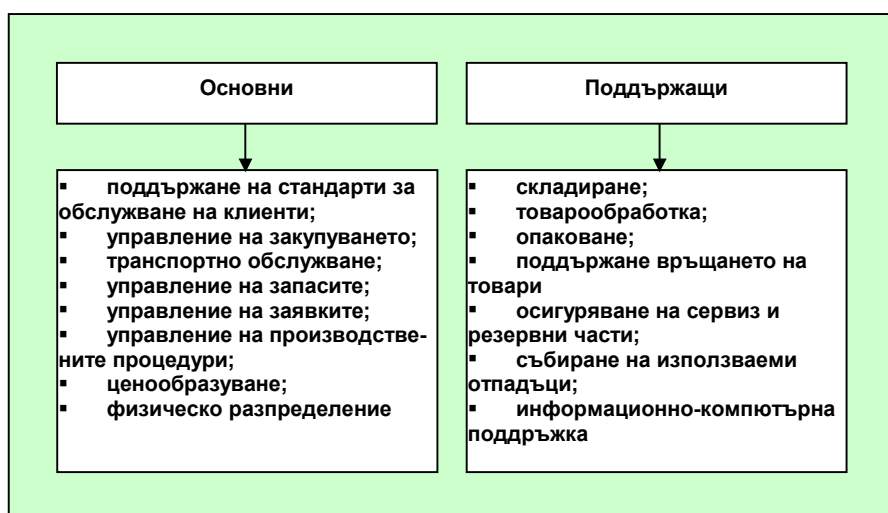 Основни
▪ поддържане на стандарти за
обслужване на клиенти;
▪ управление на закупуването;
▪ транспортно обслужване;
▪ управление на запасите;
▪ управление на заявките;
▪ управление на производстве-
ните процедури;
▪ ценообразуване;
▪ физическо разпределение
Поддържащи
▪ складиране;
▪ товарообработка;
▪ опаковане;
▪ поддържане връщането на
товари
▪ осигуряване на сервиз и
резервни части;
▪ събиране на използваеми
отпадъци;
▪ информационно-компютърна
поддръжка